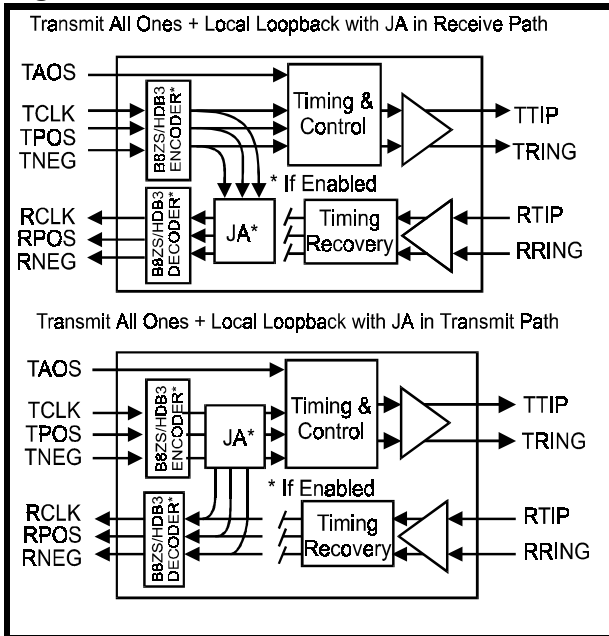 Transmit All Ones + Local Loopback with JA in Receive Path
TAOS
TCLK
TPOS
TNEG
B8ZS/HDB3
ENCODER*
Timing &
Control
TTIP
TRING
* If Enabled
RCLK
RPOS
RNEG
B8ZS/HDB3
DECODER*
JA*
Timing
Recovery
RTIP
RRING
Transmit All Ones + Local Loopback with JA in Transmit Path
TAOS
TCLK
TPOS
TNEG
B8ZS/HDB3
ENCODER*
JA*
Timing &
Control
TTIP
TRING
* If Enabled
RCLK
RPOS
RNEG
B8ZS/HDB3
DECODER*
Timing
Recovery
RTIP
RRING